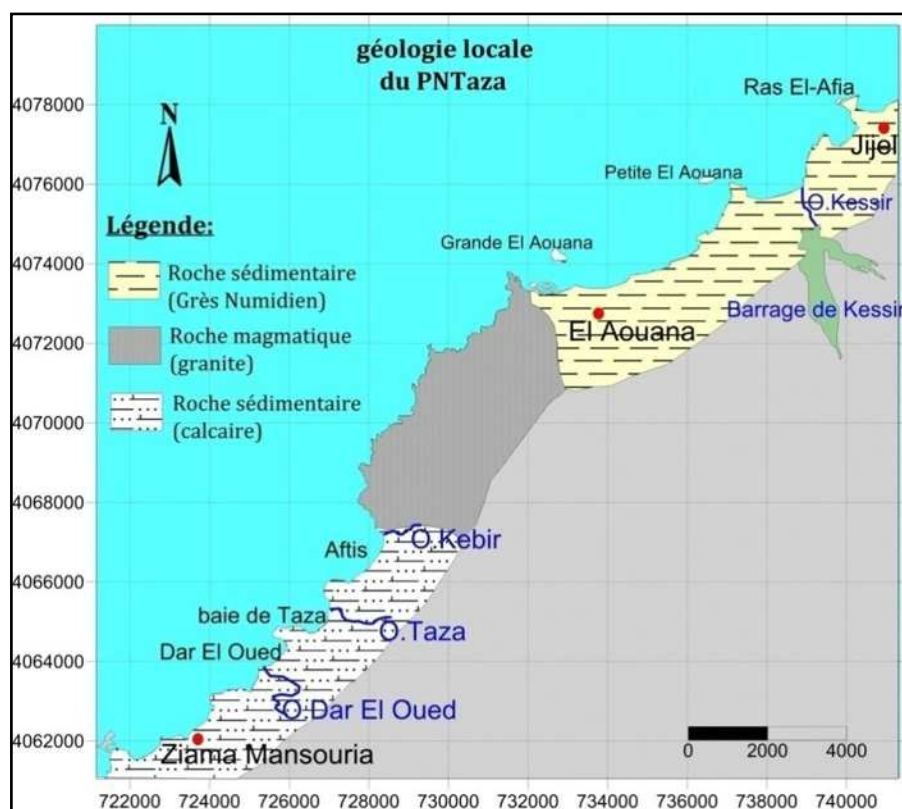 géologie locale
du PNTaza
4078000
4076000
4074000
4072000
4070000
4068000
4066000
4064000
4062000
N
Légende:
Roche sédimentaire
(Grès Numidien)
Roche magmatique
(granite)
Roche sédimentaire
(calcaire)
Ras El-Afia
Jijel
Petite El Aouana
O.Kessir
Grande El Aouana
Barrage de Kessir
El Aouana
O.Kebir
Aftis
baie de Taza
O.Taza
Dar El Oued
O Dar El Oued
Ziama Mansouria
0 2000 4000
722000 724000 726000 728000 730000 732000 734000 736000 738000 740000